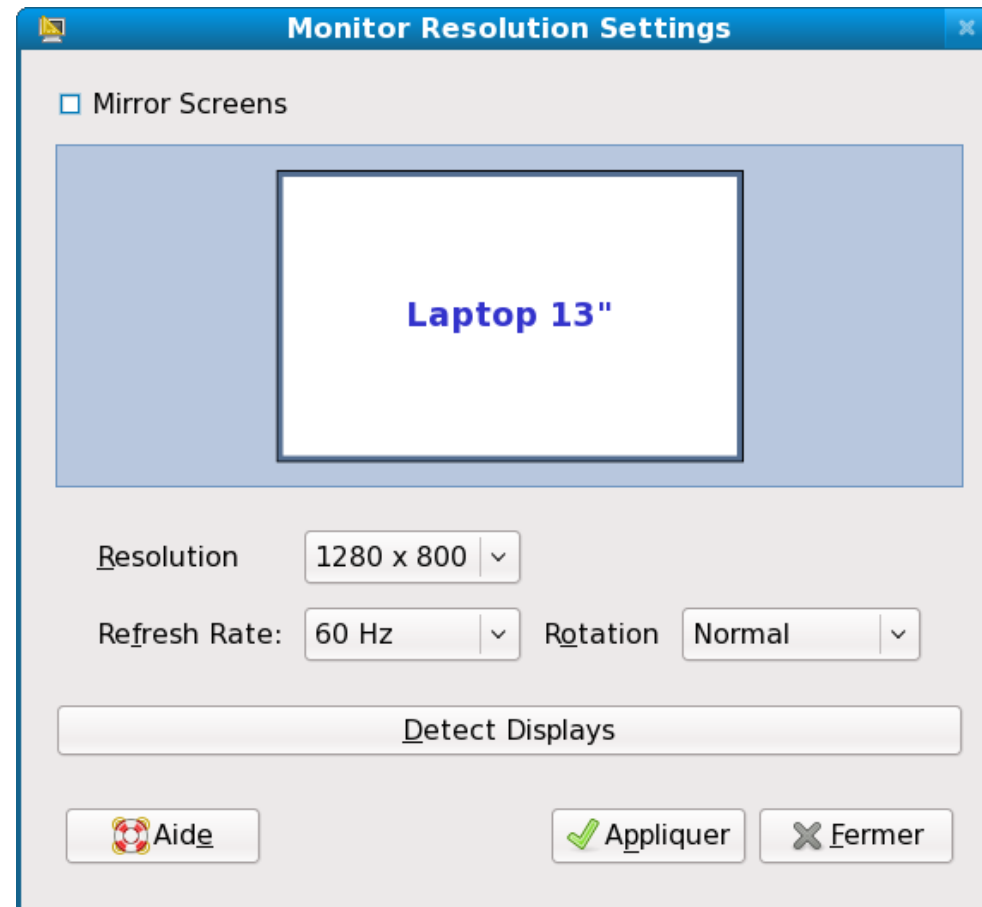 Monitor Resolution Settings
Mirror Screens
Laptop 13"
Resolution 1280 x 800
Refresh Rate: 60 Hz Rotation Normal
Detect Displays
Aide Appliquer Fermer